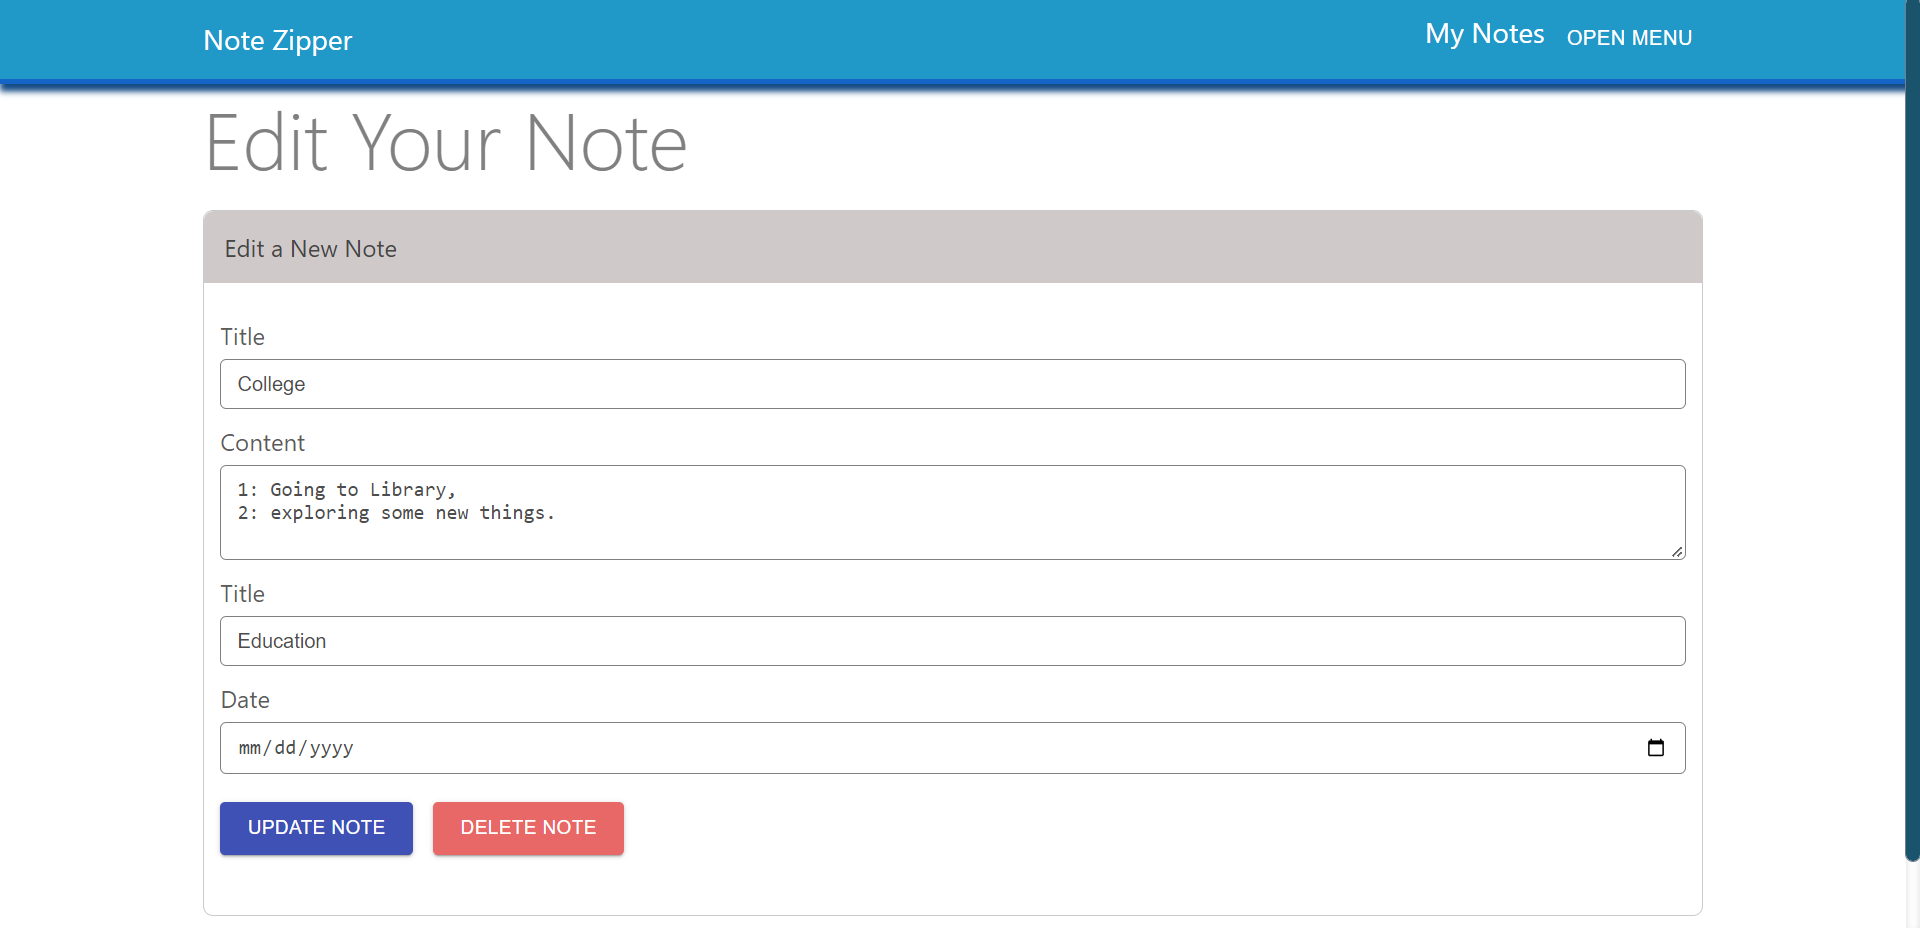 Note Zipper
My Notes
OPEN MENU
Edit Your Note
Edit a New Note
Title
College
Content
1: Going to Library,
2: exploring some new things.
Title
Education
Date
mm/dd/yyyy
UPDATE NOTE
DELETE NOTE